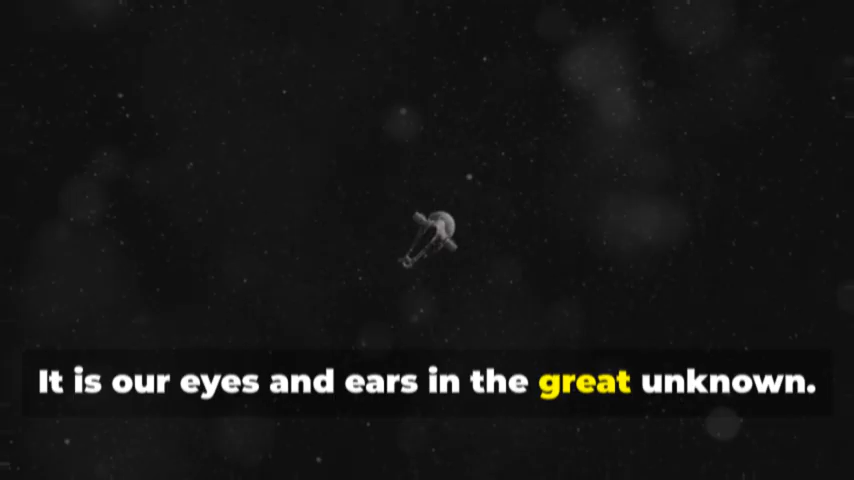 It is our eyes and ears in the great unknown.